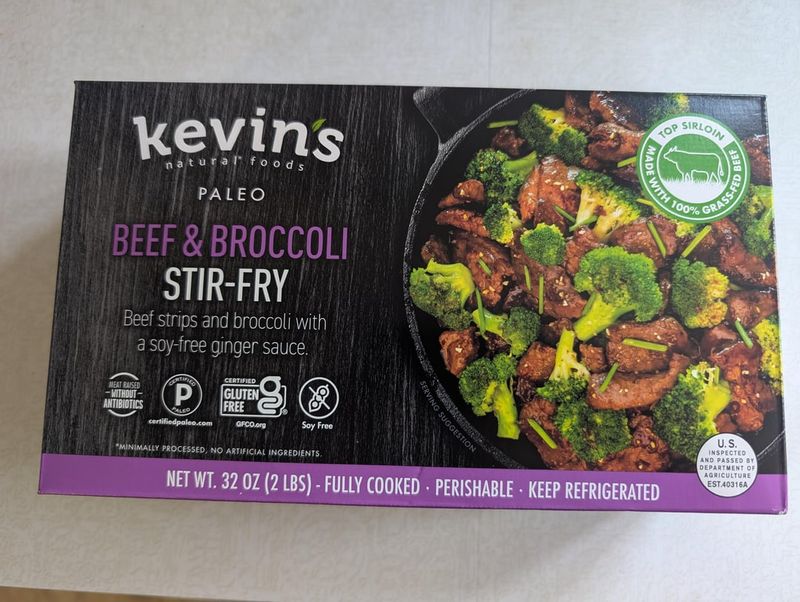 kevin's
natural® foods
PALEO
BEEF & BROCCOLI
STIR-FRY
Beef strips and broccoli with
a soy-free ginger sauce.
MEAT RAISED
WITHOUT
ANTIBIOTICS
CERTIFIED
P
PALEO
certifiedpaleo.com
CERTIFIED
GLUTEN
FREE
GFCO.org
Soy Free
*MINIMALLY PROCESSED, NO ARTIFICIAL INGREDIENTS.
NET WT. 32 OZ (2 LBS) - FULLY COOKED · PERISHABLE · KEEP REFRIGERATED
TOP SIRLOIN
MADE WITH 100% GRASS-FED BEEF
SERVING SUGGESTION
U.S.
INSPECTED
AND PASSED BY
DEPARTMENT OF
AGRICULTURE
EST.40316A